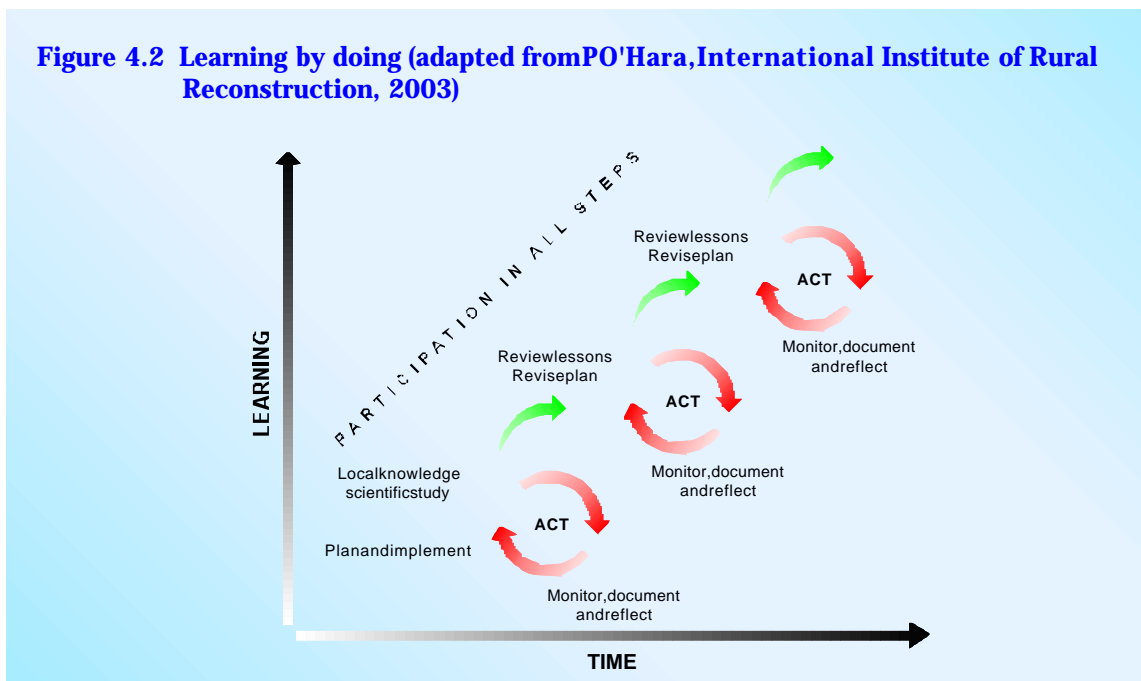 Figure 4.2 Learning by doing (adapted fromPO'Hara,International Institute of Rural
Reconstruction, 2003)
LEARNING
PARTICIPATION IN ALL STEPS
Reviewlessons
Reviseplan
ACT
Monitor,document
andreflect
Reviewlessons
Reviseplan
ACT
Monitor,document
andreflect
Localknowledge
scientificstudy
Planandimplement
ACT
Monitor,document
andreflect
TIME